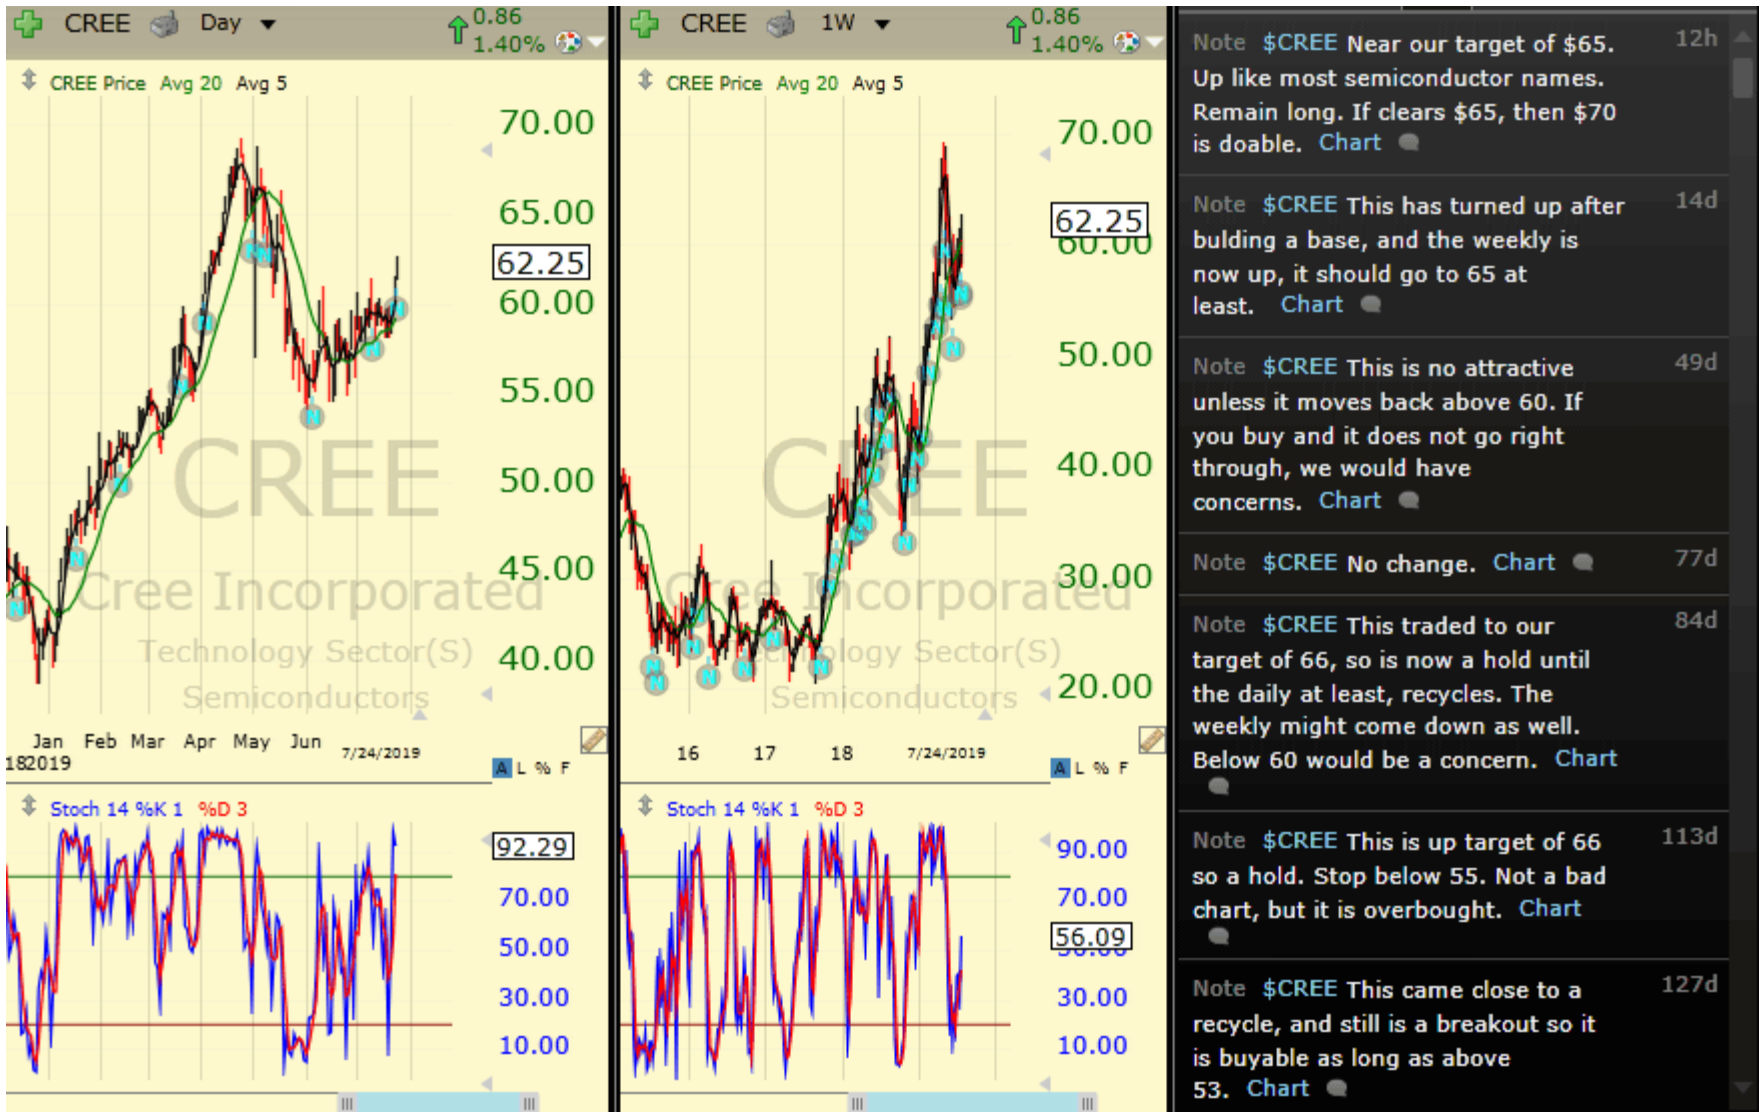 CREE Day 0.86
1.40%
CREE Price Avg 20 Avg 5
70.00
65.00
62.25
60.00
55.00
50.00
45.00
40.00
CREE
Cree Incorporated
Technology Sector(S)
Semiconductors
Jan Feb Mar Apr May Jun 7/24/2019
182019
A L % F
Stoch 14 %K 1 %D 3
92.29
70.00
50.00
30.00
10.00
CREE 1W 0.86
1.40%
CREE Price Avg 20 Avg 5
70.00
62.25
60.00
50.00
40.00
30.00
20.00
CREE
Cree Incorporated
Technology Sector(S)
Semiconductors
16 17 18 7/24/2019
A L % F
Stoch 14 %K 1 %D 3
90.00
70.00
56.09
50.00
30.00
10.00
Note $CREE Near our target of $65. 12h
Up like most semiconductor names.
Remain long. If clears $65, then $70
is doable. Chart
Note $CREE This has turned up after 14d
bulding a base, and the weekly is
now up, it should go to 65 at
least. Chart
Note $CREE This is no attractive 49d
unless it moves back above 60. If
you buy and it does not go right
through, we would have
concerns. Chart
Note $CREE No change. Chart 77d
Note $CREE This traded to our 84d
target of 66, so is now a hold until
the daily at least, recycles. The
weekly might come down as well.
Below 60 would be a concern. Chart
Note $CREE This is up target of 66 113d
so a hold. Stop below 55. Not a bad
chart, but it is overbought. Chart
Note $CREE This came close to a 127d
recycle, and still is a breakout so it
is buyable as long as above
53. Chart